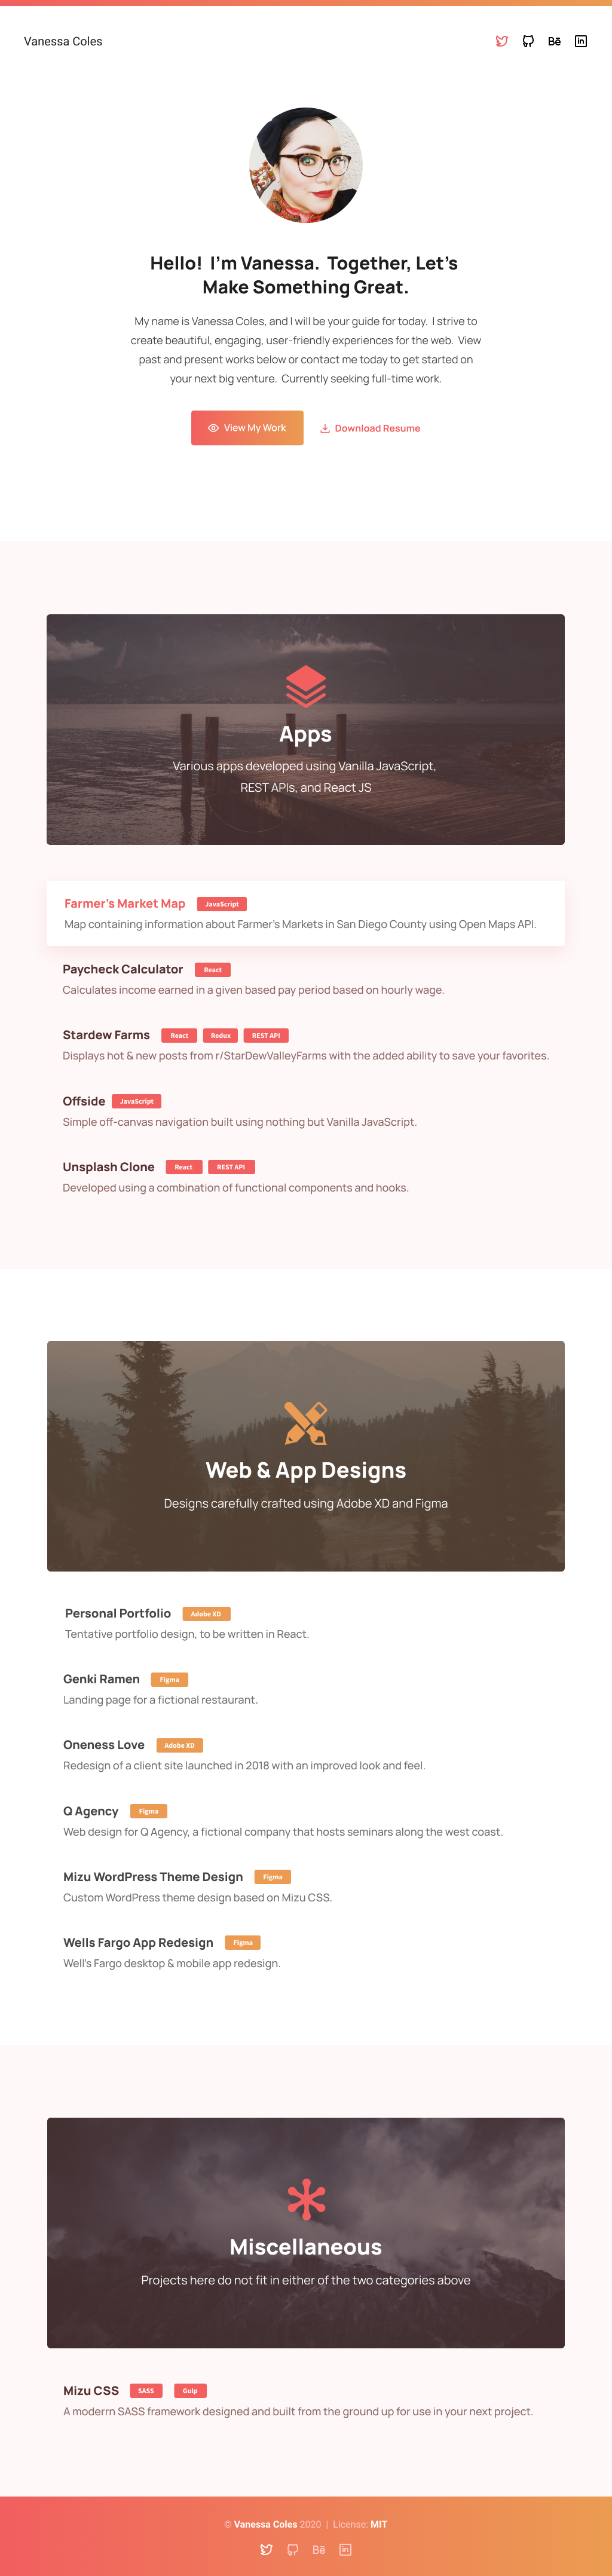 Vanessa Coles
Bē
in
Hello!  I'm Vanessa.  Together, Let's
Make Something Great.
My name is Vanessa Coles, and I will be your guide for today.  I strive to
create beautiful, engaging, user-friendly experiences for the web.  View
past and present works below or contact me today to get started on
your next big venture.  Currently seeking full-time work.
View My Work
Download Resume
Apps
Various apps developed using Vanilla JavaScript,
REST APIs, and React JS
Farmer's Market Map JavaScript
Map containing information about Farmer's Markets in San Diego County using Open Maps API.
Paycheck Calculator React
Calculates income earned in a given based pay period based on hourly wage.
Stardew Farms React Redux REST API
Displays hot & new posts from r/StarDewValleyFarms with the added ability to save your favorites.
Offside JavaScript
Simple off-canvas navigation built using nothing but Vanilla JavaScript.
Unsplash Clone React REST API
Developed using a combination of functional components and hooks.
Web & App Designs
Designs carefully crafted using Adobe XD and Figma
Personal Portfolio Adobe XD
Tentative portfolio design, to be written in React.
Genki Ramen Figma
Landing page for a fictional restaurant.
Oneness Love Adobe XD
Redesign of a client site launched in 2018 with an improved look and feel.
Q Agency Figma
Web design for Q Agency, a fictional company that hosts seminars along the west coast.
Mizu WordPress Theme Design Figma
Custom WordPress theme design based on Mizu CSS.
Wells Fargo App Redesign Figma
Well's Fargo desktop & mobile app redesign.
Miscellaneous
Projects here do not fit in either of the two categories above
Mizu CSS SASS Gulp
A moderrn SASS framework designed and built from the ground up for use in your next project.
© Vanessa Coles 2020  |  License: MIT
Bē
in